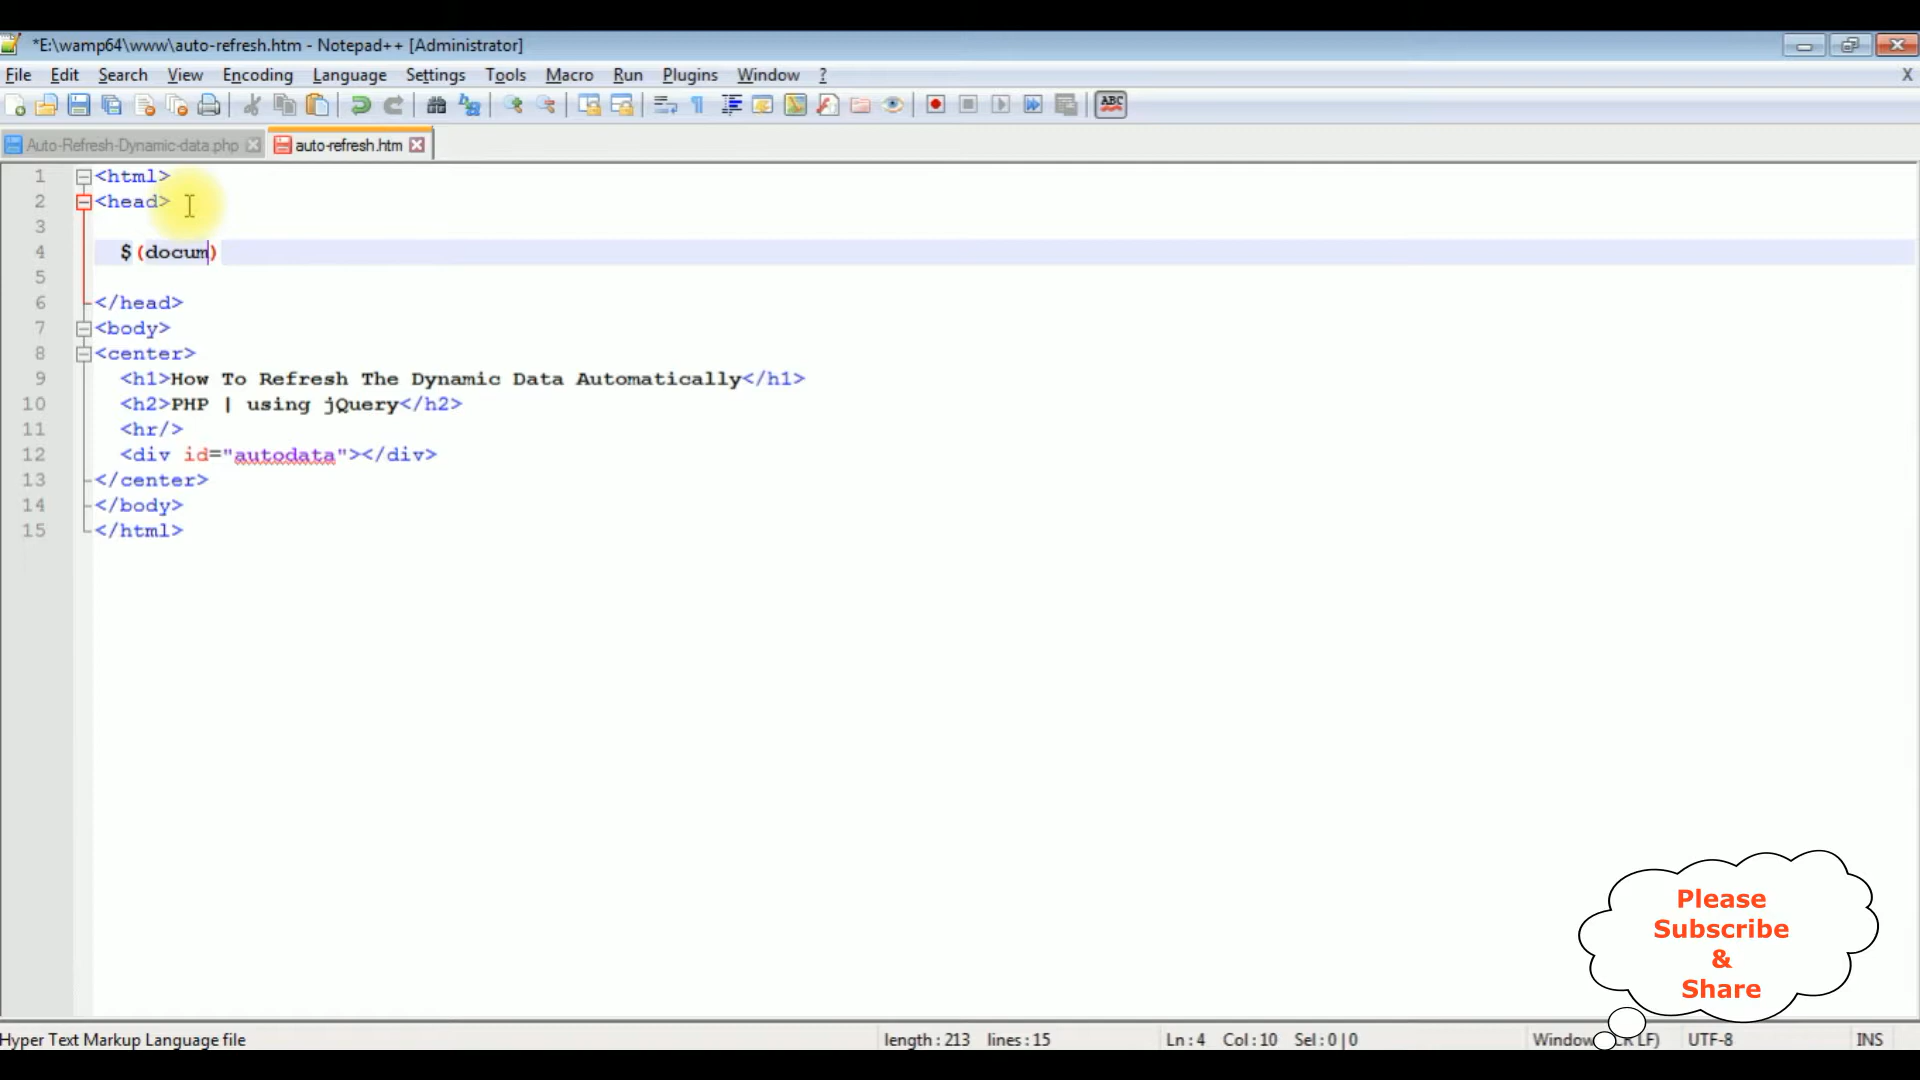 *E:\wamp64\www\auto-refresh.htm - Notepad++ [Administrator]
File Edit Search View Encoding Language Settings Tools Macro Run Plugins Window ? X
ABC
Auto-Refresh-Dynamic-data.php auto-refresh.htm
1 <html>
2 <head>
3
4 $(docum)
5
6 </head>
7 <body>
8 <center>
9 <h1>How To Refresh The Dynamic Data Automatically</h1>
10 <h2>PHP | using jQuery</h2>
11 <hr/>
12 <div id="autodata"></div>
13 </center>
14 </body>
15 </html>
Please
Subscribe
&
Share
Hyper Text Markup Language file length : 213 lines : 15 Ln : 4 Col : 10 Sel : 0 | 0 Window LF) UTF-8 INS